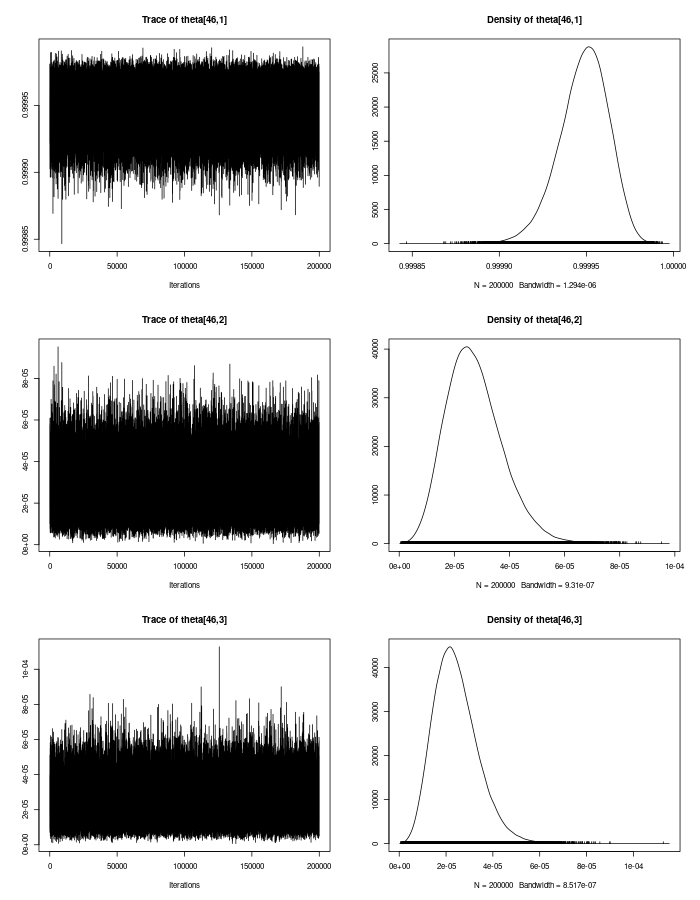 Trace of theta[46,1]
Density of theta[46,1]
0.99985 0.99990 0.99995
0 50000 100000 150000 200000
Iterations
0 5000 10000 15000 20000 25000
0.99985 0.99990 0.99995 1.00000
N = 200000 Bandwidth = 1.294e-06
Trace of theta[46,2]
Density of theta[46,2]
0e+00 2e-05 4e-05 6e-05 8e-05
0 50000 100000 150000 200000
Iterations
0 10000 20000 30000 40000
0e+00 2e-05 4e-05 6e-05 8e-05 1e-04
N = 200000 Bandwidth = 9.31e-07
Trace of theta[46,3]
Density of theta[46,3]
0e+00 2e-05 4e-05 6e-05 8e-05 1e-04
0 50000 100000 150000 200000
Iterations
0 10000 20000 30000 40000
0e+00 2e-05 4e-05 6e-05 8e-05 1e-04
N = 200000 Bandwidth = 8.517e-07